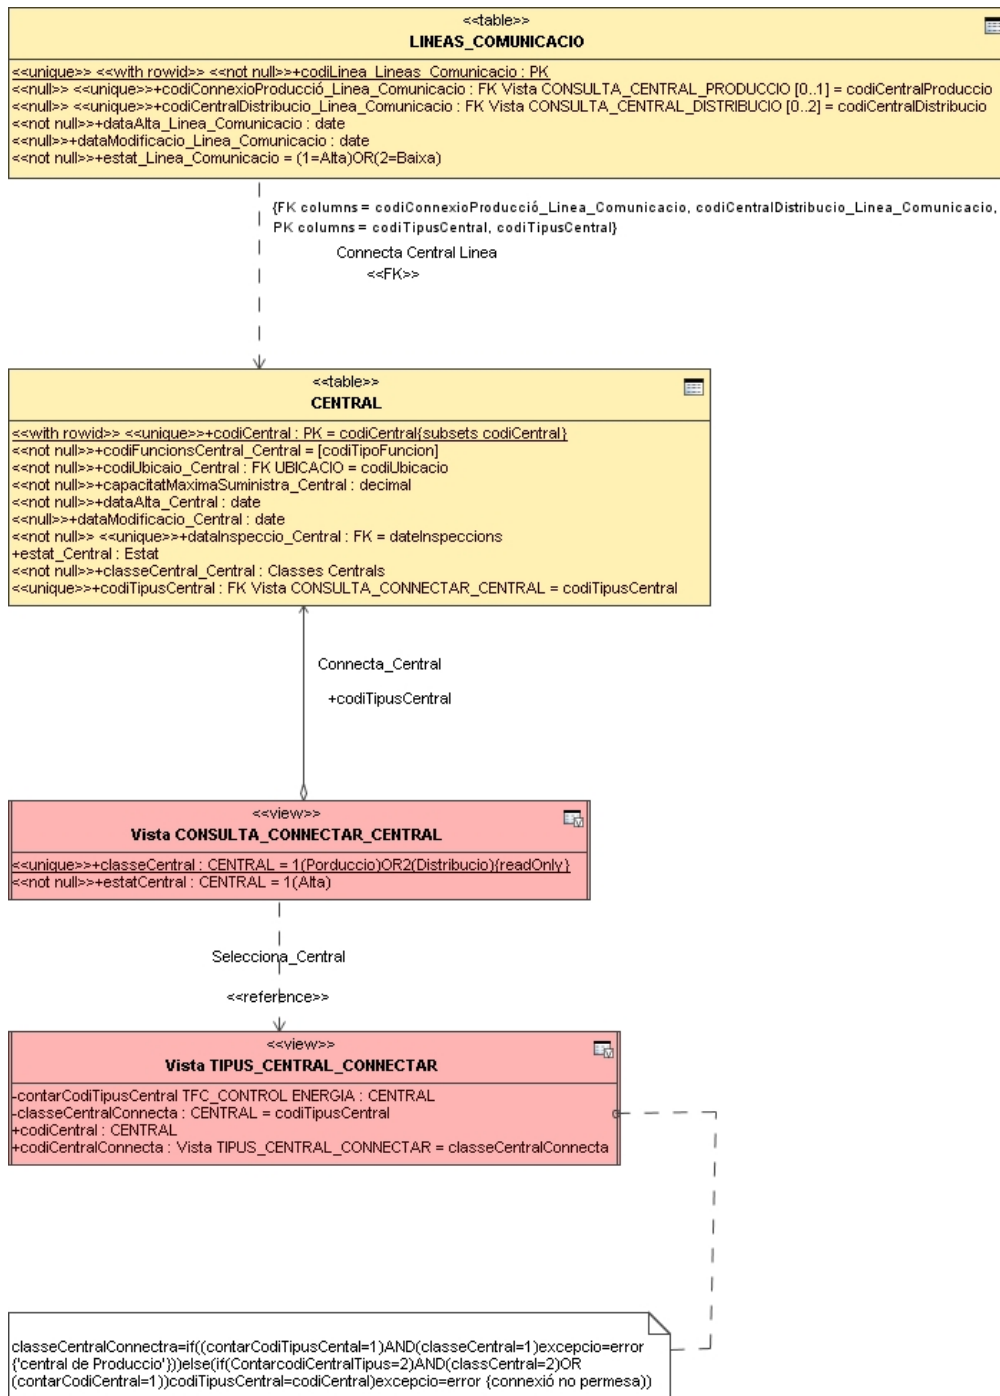 <<table>>
LINEAS_COMUNICACIO
<<unique>> <<with rowid>> <<not null>>+codiLinea_Lineas_Comunicacio : PK
<<null>> <<unique>>+codiConnexioProducció_Linea_Comunicacio : FK Vista CONSULTA_CENTRAL_PRODUCCIO [0..1] = codiCentralProduccio
<<null>> <<unique>>+codiCentralDistribucio_Linea_Comunicacio : FK Vista CONSULTA_CENTRAL_DISTRIBUCIO [0..2] = codiCentralDistribucio
<<not null>>+dataAlta_Linea_Comunicacio : date
<<null>>+dataModificacio_Linea_Comunicacio : date
<<not null>>+estat_Linea_Comunicacio = (1=Alta)OR(2=Baixa)
{FK columns = codiConnexioProducció_Linea_Comunicacio, codiCentralDistribucio_Linea_Comunicacio,
PK columns = codiTipusCentral, codiTipusCentral}
Connecta Central Linea
<<FK>>
<<table>>
CENTRAL
<<with rowid>> <<unique>>+codiCentral : PK = codiCentral{subsets codiCentral}
<<not null>>+codiFuncionsCentral_Central = [codiTipoFuncion]
<<not null>>+codiUbicaio_Central : FK UBICACIO = codiUbicacio
<<not null>>+capacitatMaximaSuministra_Central : decimal
<<not null>>+dataAlta_Central : date
<<null>>+dataModificacio_Central : date
<<not null>> <<unique>>+dataInspeccio_Central : FK = dateInspeccions
+estat_Central : Estat
<<not null>>+classeCentral_Central : Classes Centrals
<<unique>>+codiTipusCentral : FK Vista CONSULTA_CONNECTAR_CENTRAL = codiTipusCentral
Connecta_Central
+codiTipusCentral
<<view>>
Vista CONSULTA_CONNECTAR_CENTRAL
<<unique>>+classeCentral : CENTRAL = 1(Porduccio)OR2(Distribucio){readOnly}
<<not null>>+estatCentral : CENTRAL = 1(Alta)
Selecciona_Central
<<reference>>
<<view>>
Vista TIPUS_CENTRAL_CONNECTAR
-contarCodiTipusCentral TFC_CONTROL ENERGIA : CENTRAL
-classeCentralConnecta : CENTRAL = codiTipusCentral
+codiCentral : CENTRAL
+codiCentralConnecta : Vista TIPUS_CENTRAL_CONNECTAR = classeCentralConnecta
classeCentralConnectra=if((contarCodiTipusCental=1)AND(classeCentral=1)excepcio=error
{'central de Produccio'}))else(if(ContarcodiCentralTipus=2)AND(classCentral=2)OR
(contarCodiCentral=1))codiTipusCentral=codiCentral)excepcio=error {connexió no permesa))